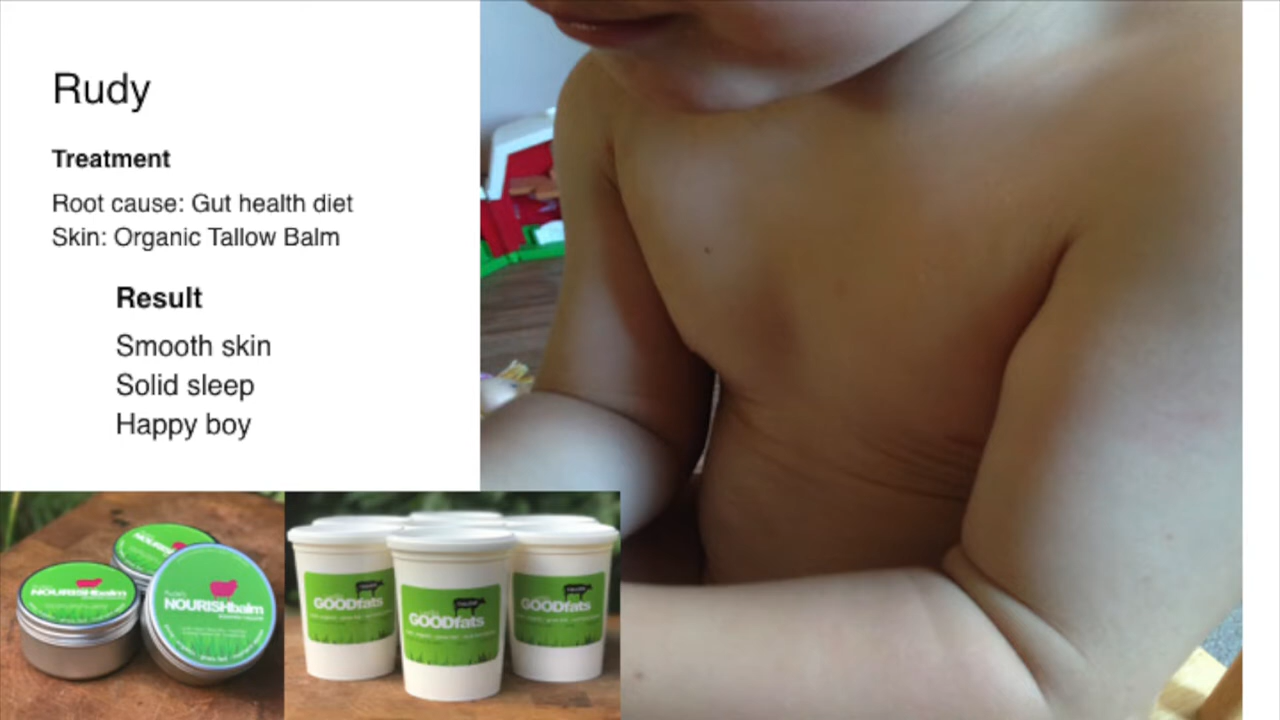 Rudy
Treatment
Root cause: Gut health diet
Skin: Organic Tallow Balm
Result
Smooth skin
Solid sleep
Happy boy
NOURISHbalm
NOURISHbalm
NOURISHbalm
GOODfats
GOODfats
GOODfats